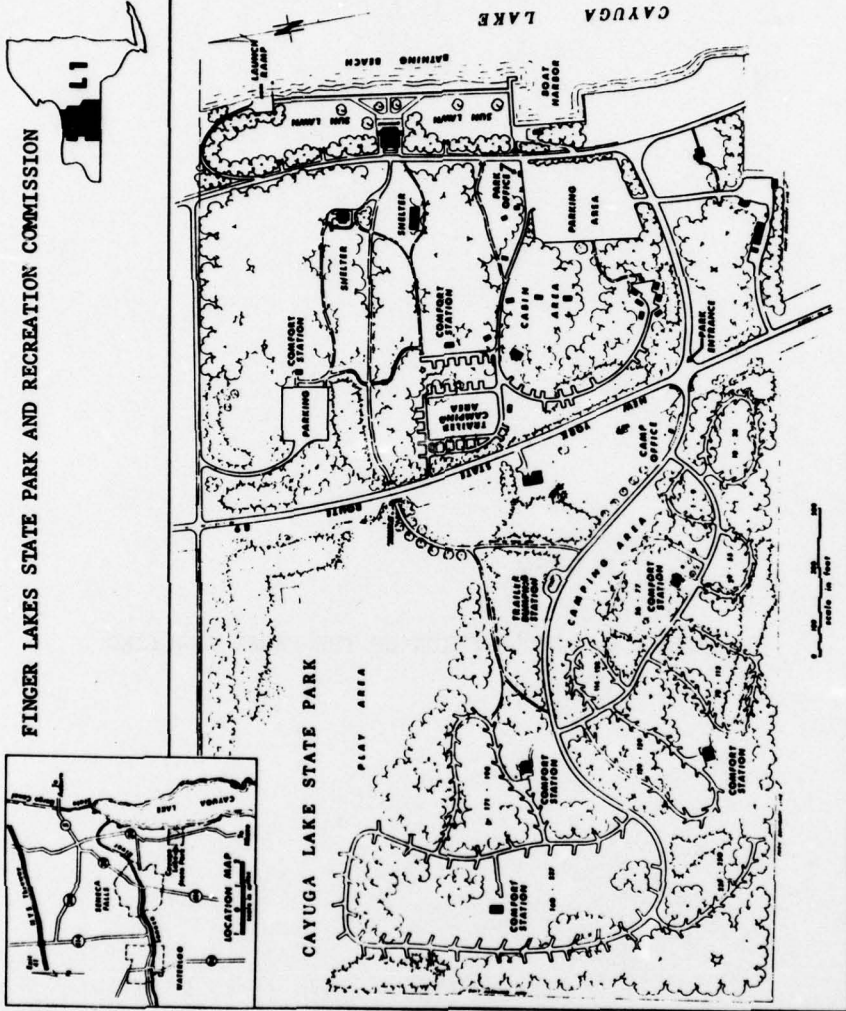 FINGER LAKES STATE PARK AND RECREATION COMMISSION
L1
CAYUGA LAKE STATE PARK
CAYUGA LAKE
LAUNCH
RAMP
BATHING BEACH
BOAT
HARBOR
SUN LAWN
SUN LAWN
SHELTER
SHELTER
PARK
OFFICE
PARKING
AREA
COMFORT
STATION
COMFORT
STATION
CABIN
AREA
PARKING
TRAILER
CAMPING
AREA
PARK
ENTRANCE
NEW YORK STATE ROUTE 89
CAMP
OFFICE
CAMPING AREA
TRAILER
DUMPING
STATION
COMFORT
STATION
PLAY AREA
COMFORT
STATION
COMFORT
STATION
COMFORT
STATION
scale in feet
LOCATION MAP
N.Y.S. Thruway
SENECA
FALLS
WATERLOO
CAYUGA
LAKE